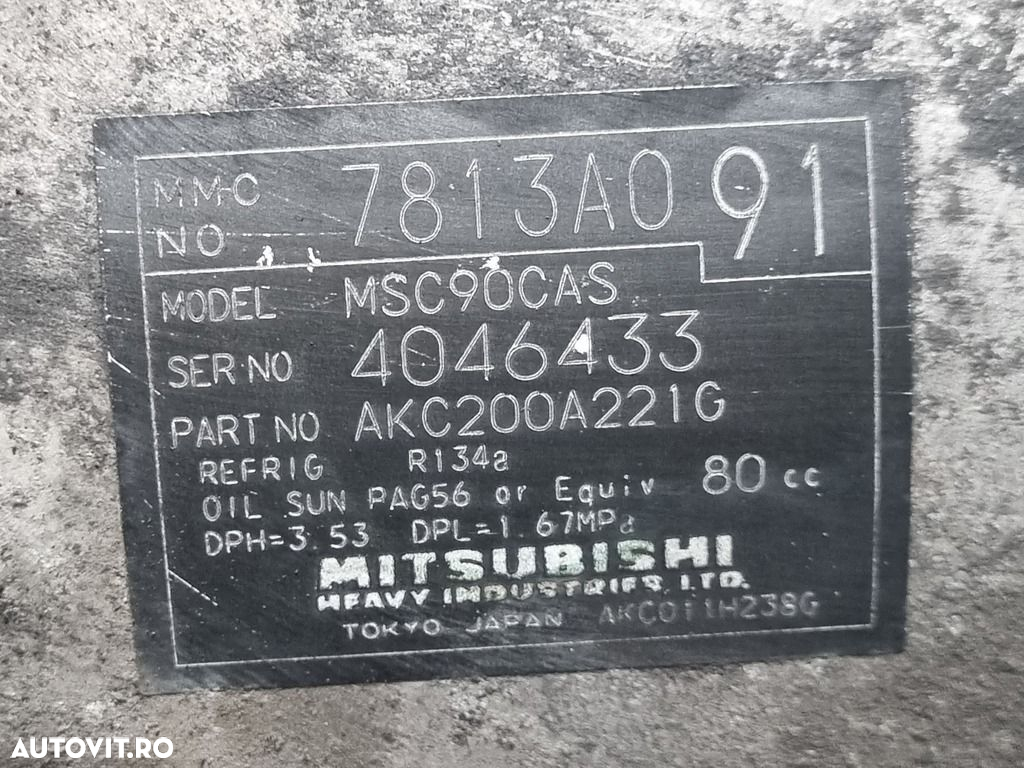 MMC NO 7813A091
MODEL MSC90CAS
SER·NO 4046433
PART NO AKC200A221G
REFRIG R134a
OIL SUN PAG56 or Equiv 80 cc
DPH=3.53 DPL=1.67MPa
MITSUBISHI
HEAVY INDUSTRIES, LTD.
TOKYO JAPAN AKC011H238G
AUTOVIT.RO